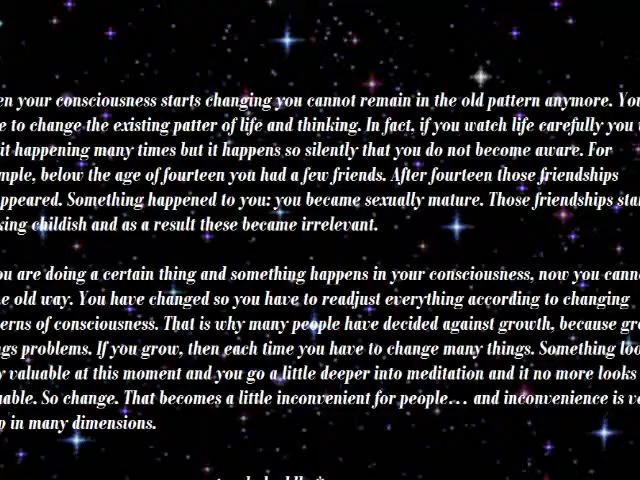 en your consciousness starts changing you cannot remain in the old pattern anymore. You
e to change the existing patter of life and thinking. In fact, if you watch life carefully you
it happening many times but it happens so silently that you do not become aware. For
mple, below the age of fourteen you had a few friends. After fourteen those friendships
ppeared. Something happened to you: you became sexually mature. Those friendships sta
king childish and as a result these became irrelevant.
ou are doing a certain thing and something happens in your consciousness, now you cann
e old way. You have changed so you have to readjust everything according to changing
erns of consciousness. That is why many people have decided against growth, because gr
ngs problems. If you grow, then each time you have to change many things. Something loo
y valuable at this moment and you go a little deeper into meditation and it no more looks
uable. So change. That becomes a little inconvenient for people… and inconvenience is v
p in many dimensions.